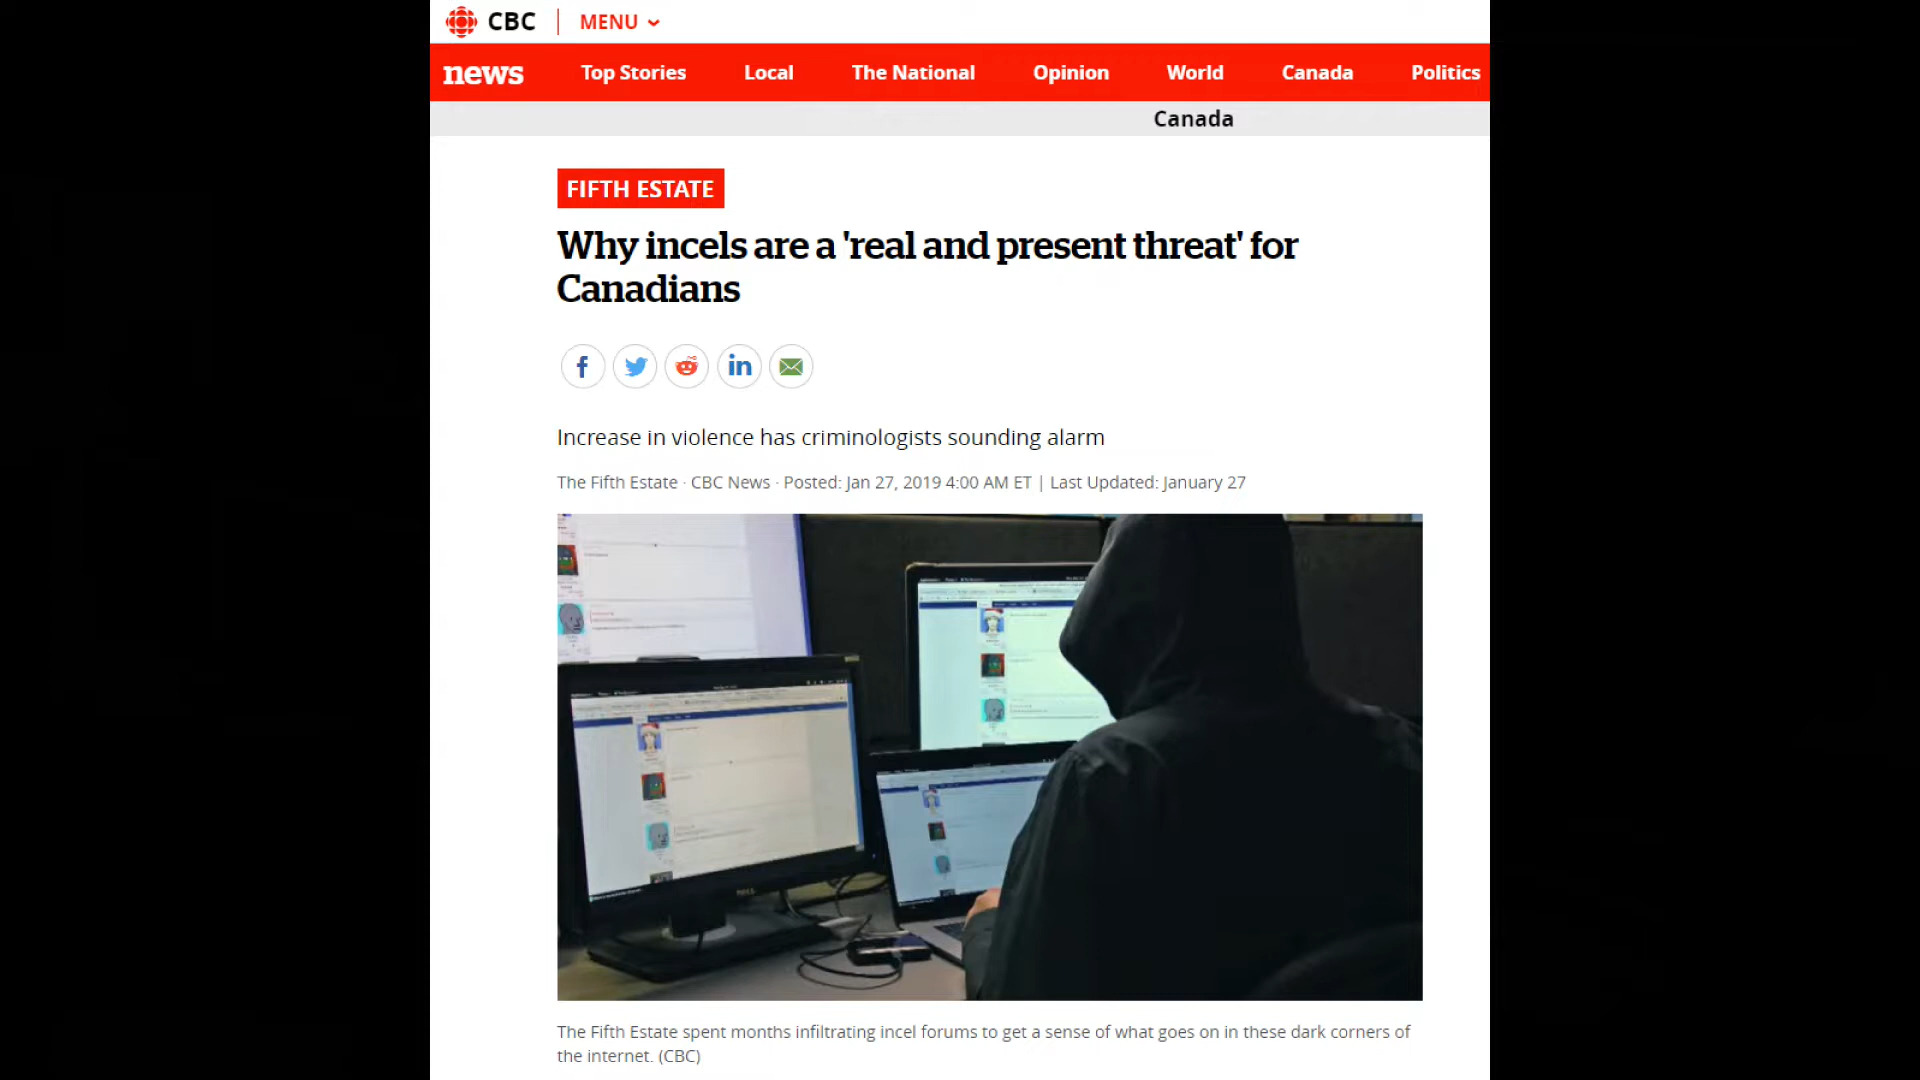 CBC
MENU
news
Top Stories
Local
The National
Opinion
World
Canada
Politics
Canada
FIFTH ESTATE
Why incels are a 'real and present threat' for
Canadians
Increase in violence has criminologists sounding alarm
The Fifth Estate · CBC News · Posted: Jan 27, 2019 4:00 AM ET | Last Updated: January 27
DELL
The Fifth Estate spent months infiltrating incel forums to get a sense of what goes on in these dark corners of
the internet. (CBC)